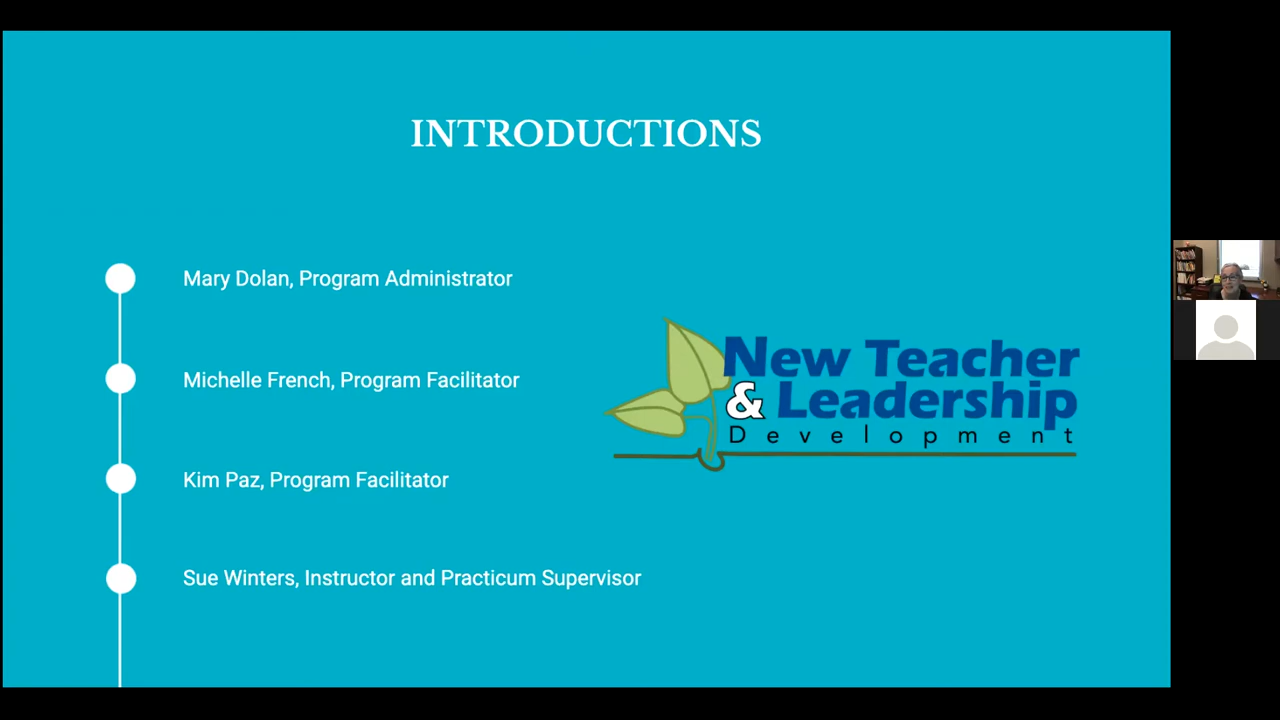 INTRODUCTIONS
Mary Dolan, Program Administrator
Michelle French, Program Facilitator
Kim Paz, Program Facilitator
Sue Winters, Instructor and Practicum Supervisor
New Teacher
& Leadership
Development